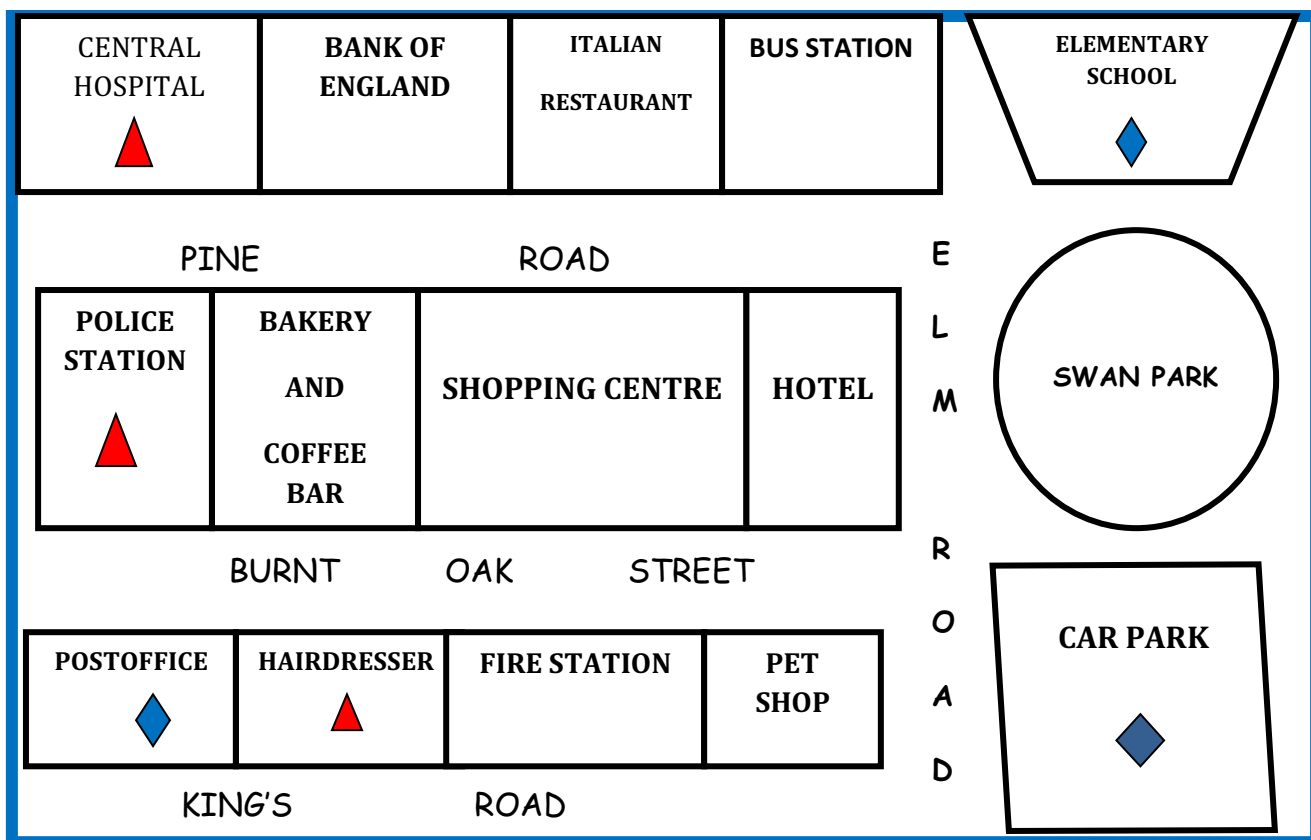 CENTRAL
HOSPITAL
BANK OF
ENGLAND
ITALIAN
RESTAURANT
BUS STATION
ELEMENTARY
SCHOOL
PINE ROAD
POLICE
STATION
BAKERY
AND
COFFEE
BAR
SHOPPING CENTRE
HOTEL
E
L
M
R
O
A
D
SWAN PARK
BURNT OAK STREET
POSTOFFICE
HAIRDRESSER
FIRE STATION
PET
SHOP
CAR PARK
KING'S ROAD